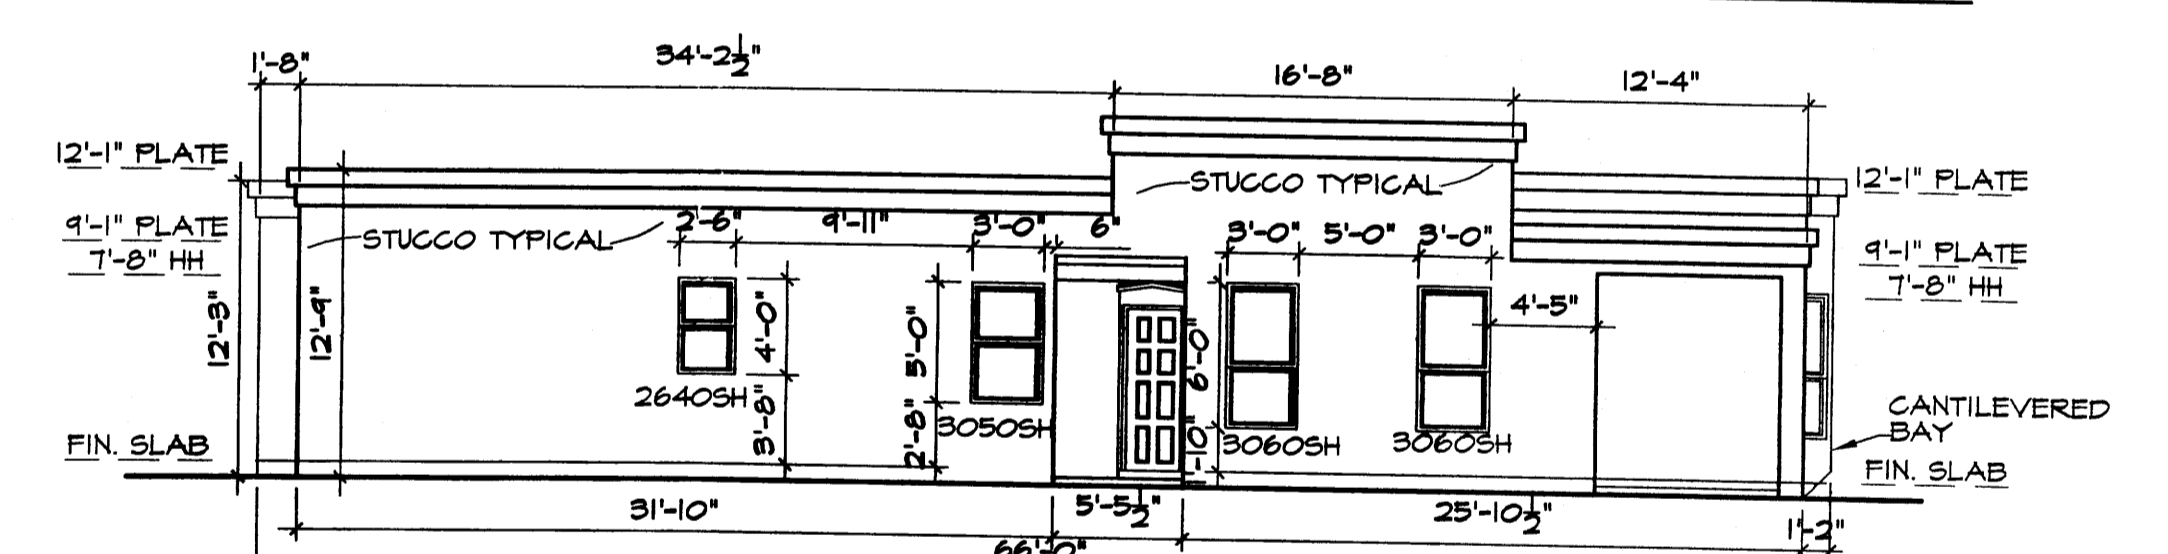 1'-8"
34'-2½"
16'-8"
12'-4"
12'-1" PLATE
9'-1" PLATE
7'-8" HH
12'-3"
12'-9"
STUCCO TYPICAL
2'-6"
9'-11"
3'-0"
6"
STUCCO TYPICAL
3'-0"
5'-0"
3'-0"
12'-1" PLATE
9'-1" PLATE
7'-8" HH
4'-0"
3'-8"
5'-0"
2'-8"
6'-0"
1'-10"
4'-5"
2640SH
3050SH
3060SH
3060SH
CANTILEVERED
BAY
FIN. SLAB
FIN. SLAB
31'-10"
5'-5½"
25'-10½"
1'-2"
66'-0"